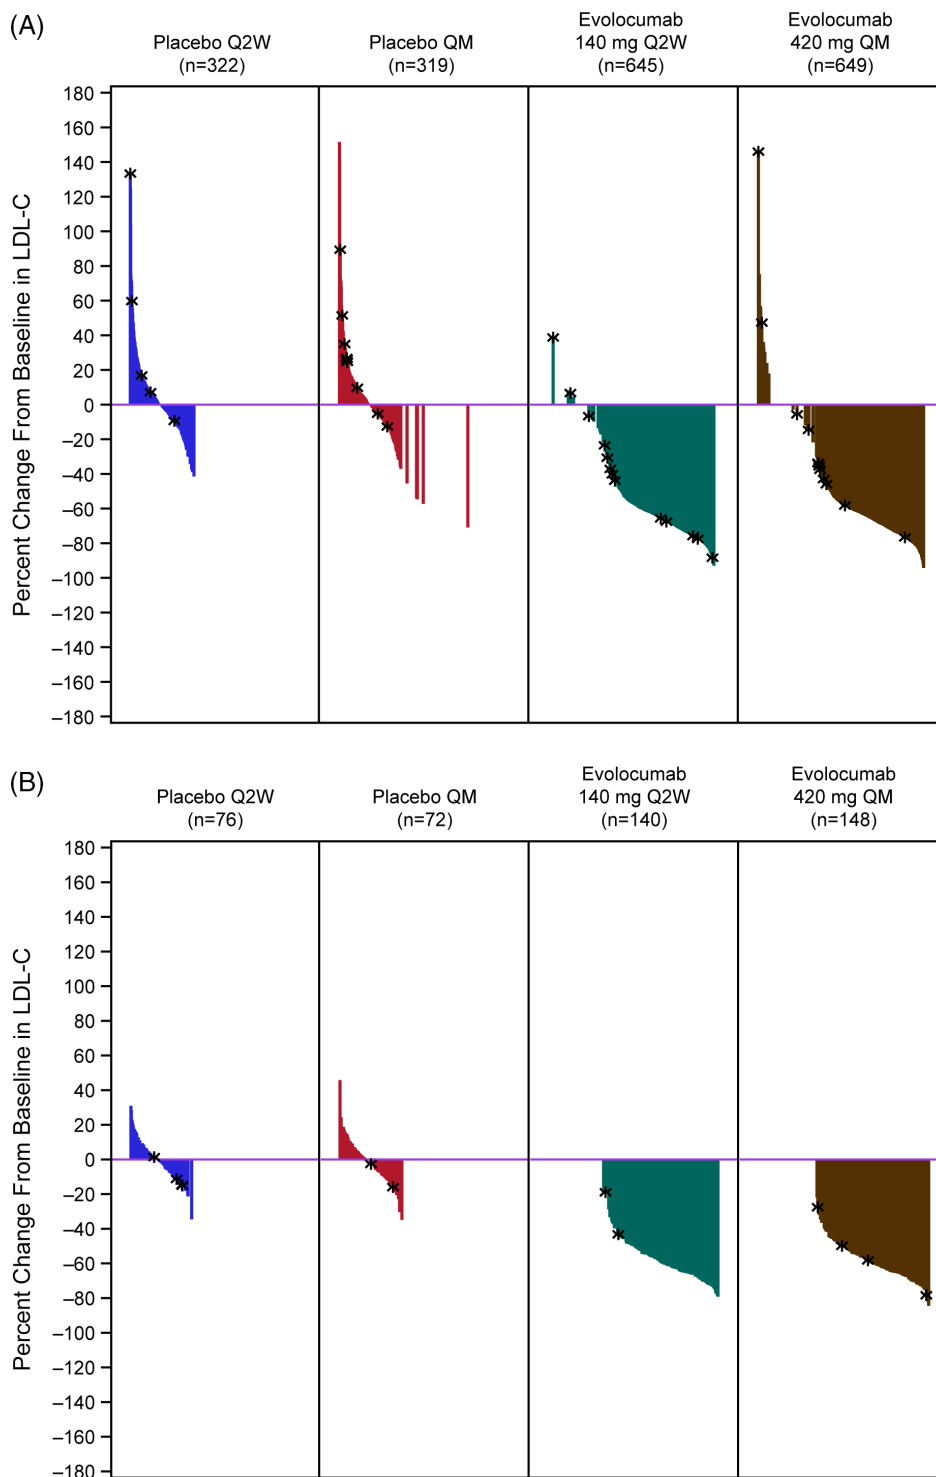 (A)
Placebo Q2W
(n=322)
Placebo QM
(n=319)
Evolocumab
140 mg Q2W
(n=645)
Evolocumab
420 mg QM
(n=649)
Percent Change From Baseline in LDL-C
180
160
140
120
100
80
60
40
20
0
−20
−40
−60
−80
−100
−120
−140
−160
−180
(B)
Placebo Q2W
(n=76)
Placebo QM
(n=72)
Evolocumab
140 mg Q2W
(n=140)
Evolocumab
420 mg QM
(n=148)
Percent Change From Baseline in LDL-C
180
160
140
120
100
80
60
40
20
0
−20
−40
−60
−80
−100
−120
−140
−160
−180